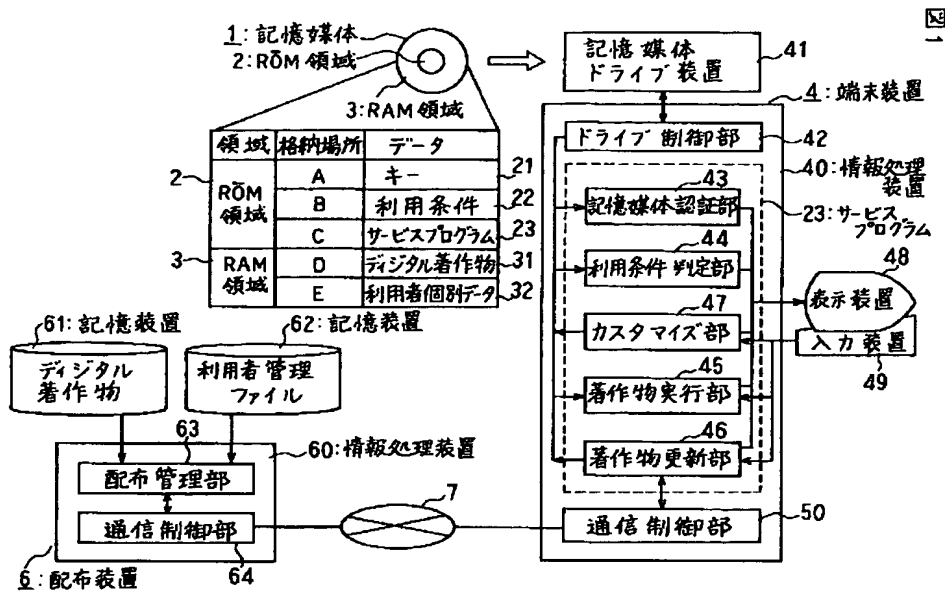 図1
1:記憶媒体
2:ROM領域
3:RAM領域
記憶媒体
ドライブ装置
41
4:端末装置
ドライブ制御部
42
40:情報処理
装置
領域
格納場所
データ
2
ROM
領域
A
キー
21
B
利用条件
22
C
サービスプログラム
23
3
RAM
領域
D
ディジタル著作物
31
E
利用者個別データ
32
43
記憶媒体認証部
23:サービス
プログラム
44
利用条件判定部
48
表示装置
47
カスタマイズ部
入力装置
49
45
著作物実行部
46
著作物更新部
通信制御部
50
61:記憶装置
ディジタル
著作物
62:記憶装置
利用者管理
ファイル
63
60:情報処理装置
配布管理部
通信制御部
64
6:配布装置
7